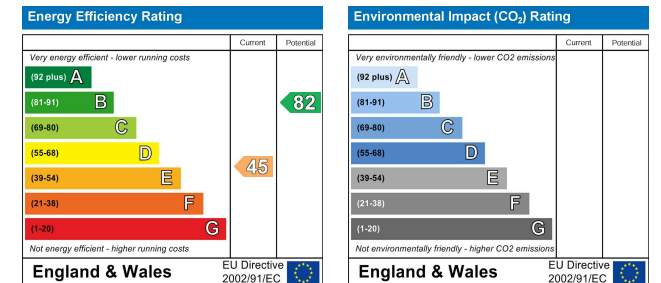 Energy Efficiency Rating
Current Potential
Very energy efficient - lower running costs
(92 plus) A
(81-91) B
82
(69-80) C
(55-68) D
45
(39-54) E
(21-38) F
(1-20) G
Not energy efficient - higher running costs
England & Wales
EU Directive
2002/91/EC
Environmental Impact (CO₂) Rating
Current Potential
Very environmentally friendly - lower CO2 emissions
(92 plus) A
(81-91) B
(69-80) C
(55-68) D
(39-54) E
(21-38) F
(1-20) G
Not environmentally friendly - higher CO2 emissions
England & Wales
EU Directive
2002/91/EC